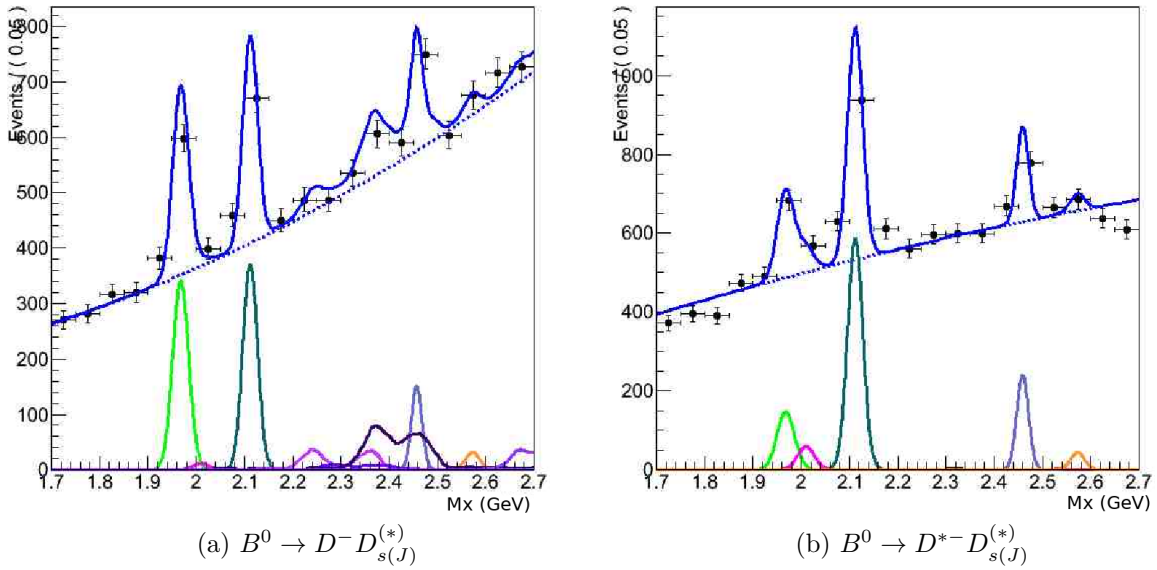 Events / ( 0.05 )
800
700
600
500
400
300
200
100
0
1.7 1.8 1.9 2 2.1 2.2 2.3 2.4 2.5 2.6 2.7
Mx (GeV)
(a) $B^0 \to D^- D_{s(J)}^{(*)}$
Events / ( 0.05 )
1000
800
600
400
200
0
1.7 1.8 1.9 2 2.1 2.2 2.3 2.4 2.5 2.6 2.7
Mx (GeV)
(b) $B^0 \to D^{*-} D_{s(J)}^{(*)}$